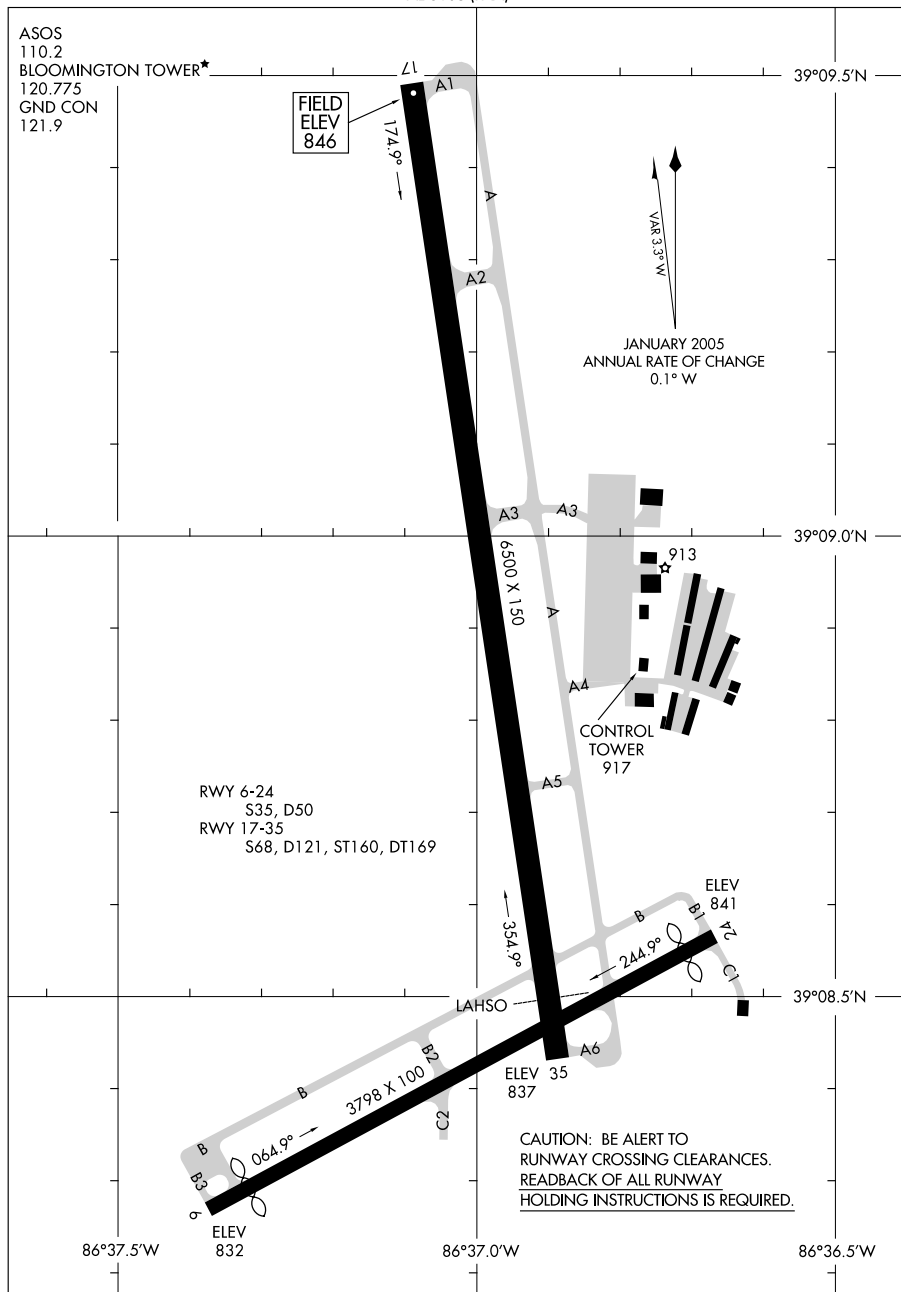 ASOS
110.2
BLOOMINGTON TOWER
120.775
GND CON
121.9
17
A1
39°09.5'N
FIELD
ELEV
846
174.9°
A
VAR 3.3° W
A2
JANUARY 2005
ANNUAL RATE OF CHANGE
0.1° W
A3
A3
39°09.0'N
913
6500 X 150
A
A4
CONTROL
TOWER
917
A5
RWY 6-24
S35, D50
RWY 17-35
S68, D121, ST160, DT169
ELEV
841
B
B1
24
354.9°
244.9°
C1
LAHSO
39°08.5'N
B2
A6
ELEV
837
35
B
3798 X 100
C2
CAUTION: BE ALERT TO
RUNWAY CROSSING CLEARANCES.
READBACK OF ALL RUNWAY
HOLDING INSTRUCTIONS IS REQUIRED.
B
064.9°
B3
6
ELEV
832
86°37.5'W
86°37.0'W
86°36.5'W